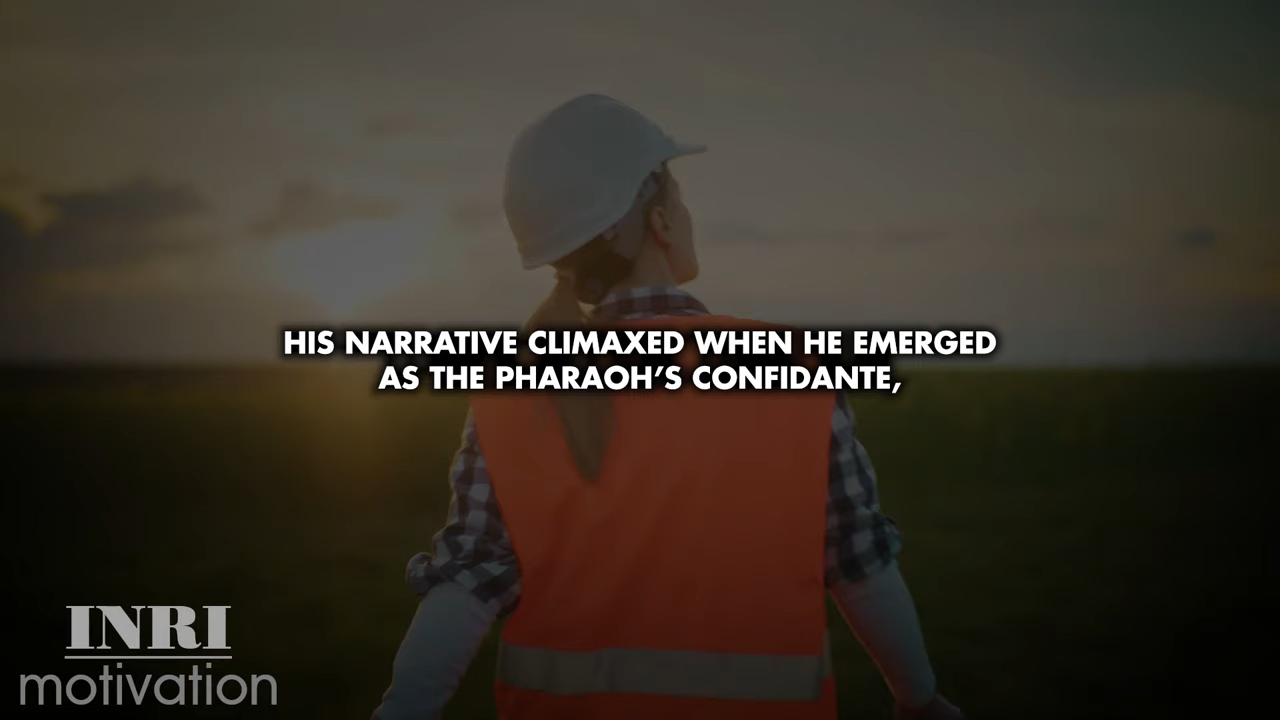 HIS NARRATIVE CLIMAXED WHEN HE EMERGED
AS THE PHARAOH'S CONFIDANTE,
INRI
motivation